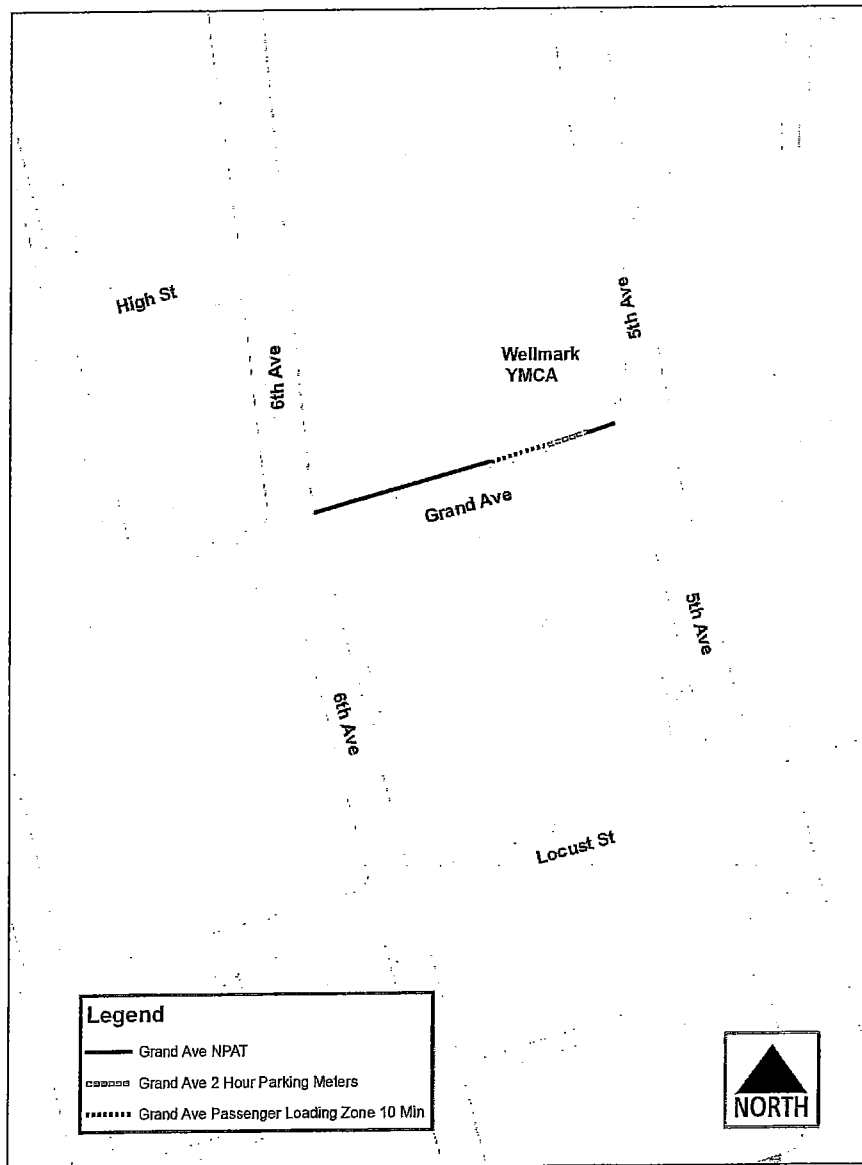 High St
6th Ave
5th Ave
Wellmark
YMCA
Grand Ave
5th Ave
6th Ave
Locust St
Legend
Grand Ave NPAT
Grand Ave 2 Hour Parking Meters
Grand Ave Passenger Loading Zone 10 Min
NORTH